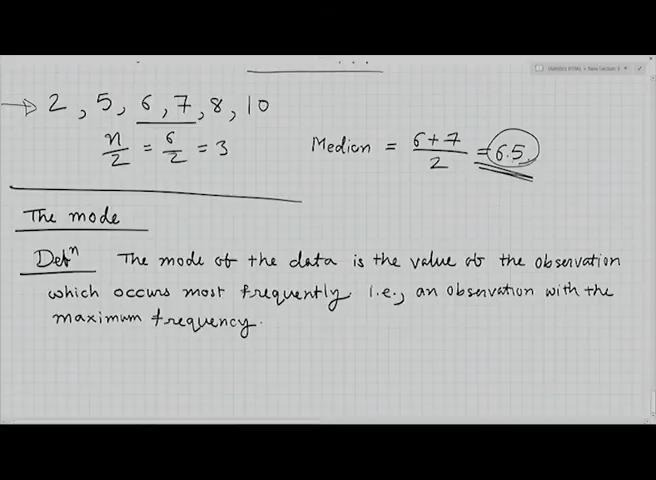 2, 5, 6, 7, 8, 10
n/2 = 6/2 = 3 Median = (6+7)/2 = 6.5
The mode
Defⁿ The mode of the data is the value of the observation
which occurs most frequently i.e., an observation with the
maximum frequency.